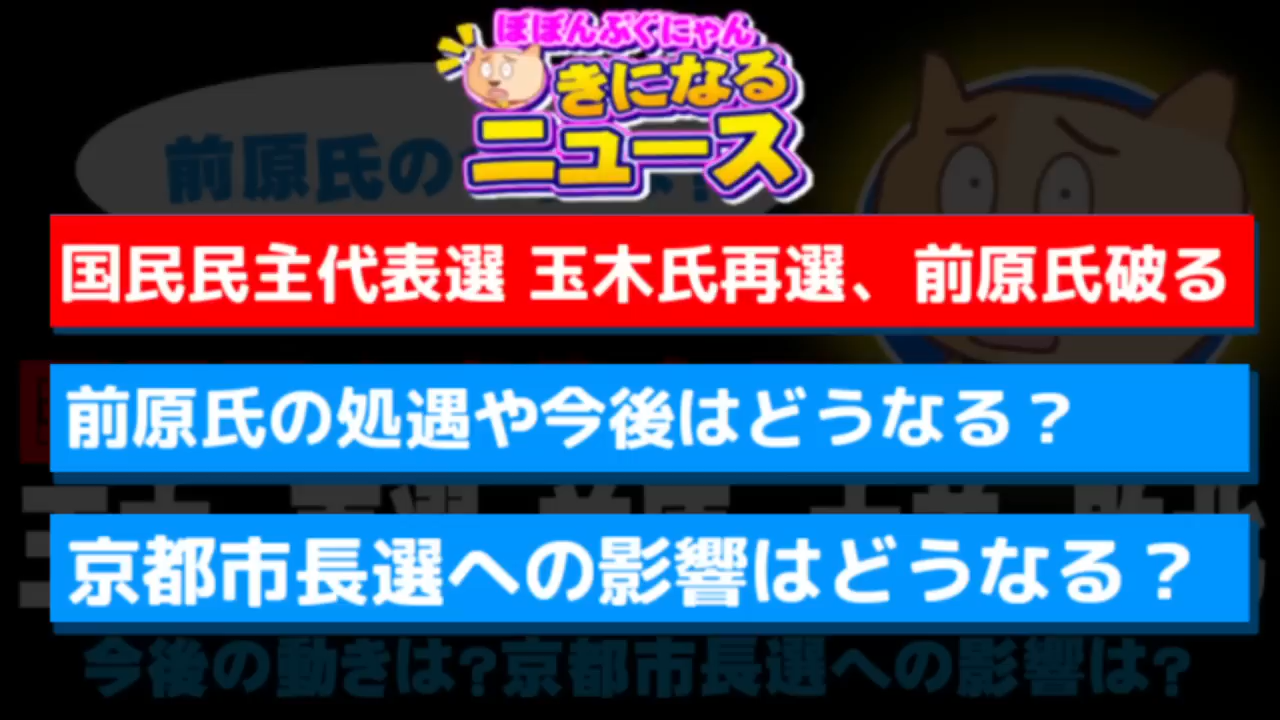 ぽぽんぷぐにゃん
きになる
ニュース
前原氏の
国民民主代表選 玉木氏再選、前原氏破る
前原氏の処遇や今後はどうなる？
京都市長選への影響はどうなる？
今後の動きは?京都市長選への影響は?